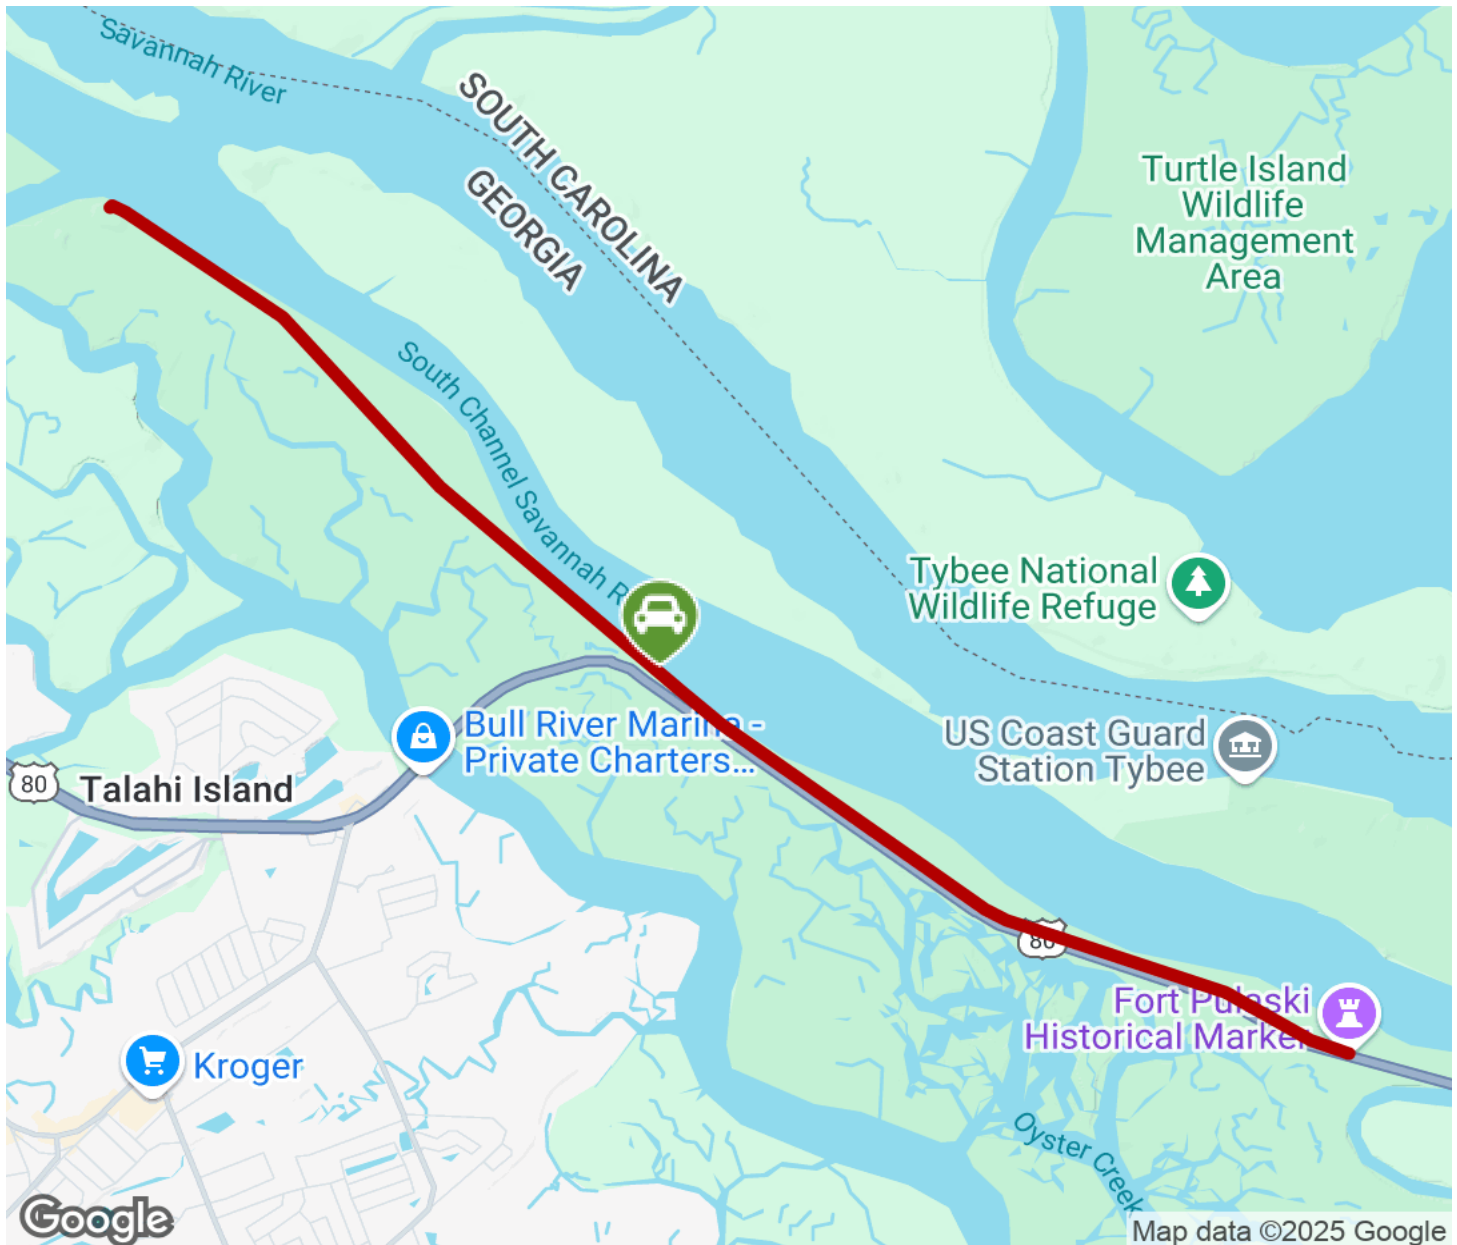 Savannah River
SOUTH CAROLINA
GEORGIA
Turtle Island
Wildlife
Management
Area
South Channel Savannah R
Tybee National
Wildlife Refuge
Bull River Marina -
Private Charters...
US Coast Guard
Station Tybee
80
Talahi Island
80
Fort Pulaski
Historical Marker
Kroger
Oyster Creek
Google
Map data ©2025 Google